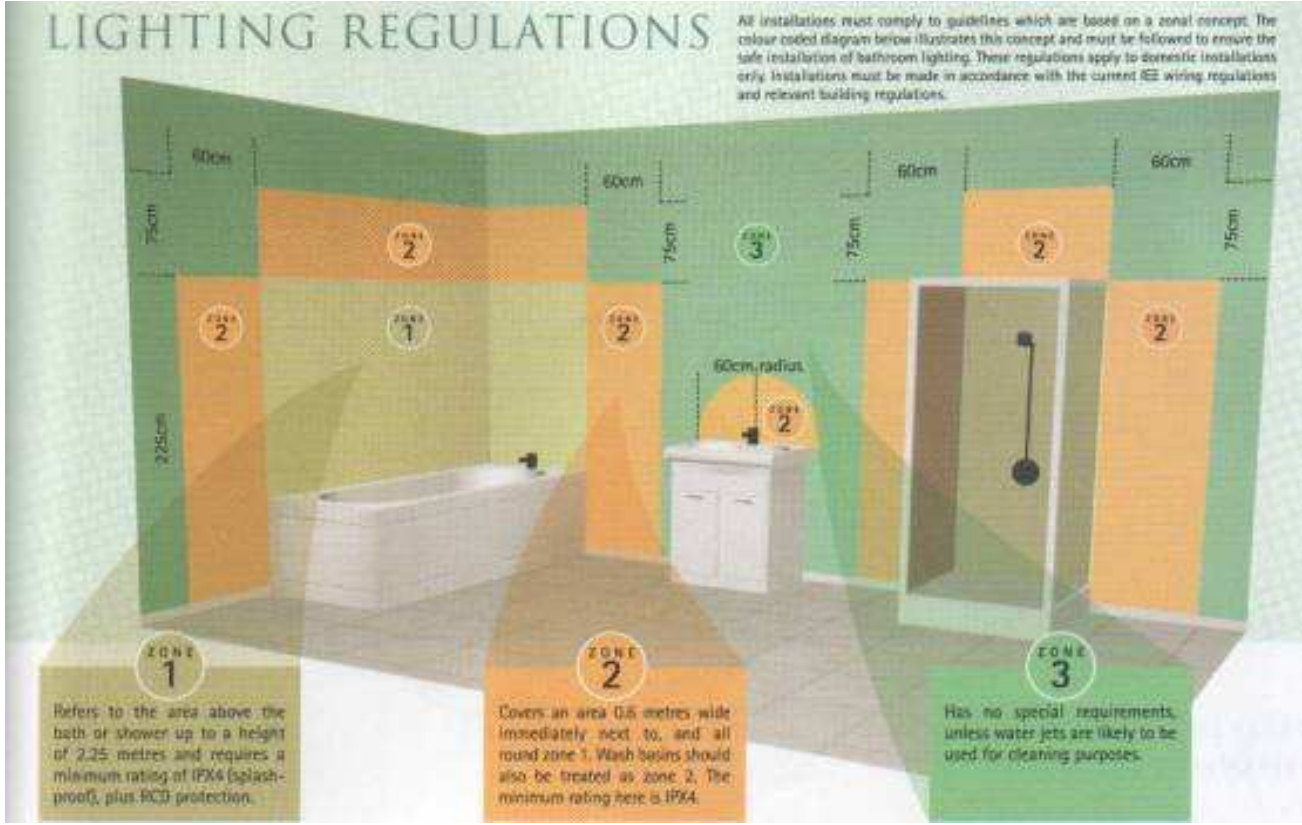 LIGHTING REGULATIONS
All installations must comply to guidelines which are based on a zonal concept. The
colour coded diagram below illustrates this concept and must be followed to ensure the
safe installation of bathroom lighting. These regulations apply to domestic installations
only. Installations must be made in accordance with the current IEE wiring regulations
and relevant building regulations.
60cm
60cm
60cm
60cm
75cm
75cm
75cm
75cm
ZONE
2
ZONE
3
ZONE
2
ZONE
2
ZONE
1
ZONE
2
ZONE
2
60cm radius
ZONE
2
225cm
ZONE
1
Refers to the area above the
bath or shower up to a height
of 2.25 metres and requires a
minimum rating of IPX4 (splash-
proof), plus RCD protection.
ZONE
2
Covers an area 0.6 metres wide
immediately next to, and all
round zone 1. Wash basins should
also be treated as zone 2. The
minimum rating here is IPX4.
ZONE
3
Has no special requirements,
unless water jets are likely to be
used for cleaning purposes.